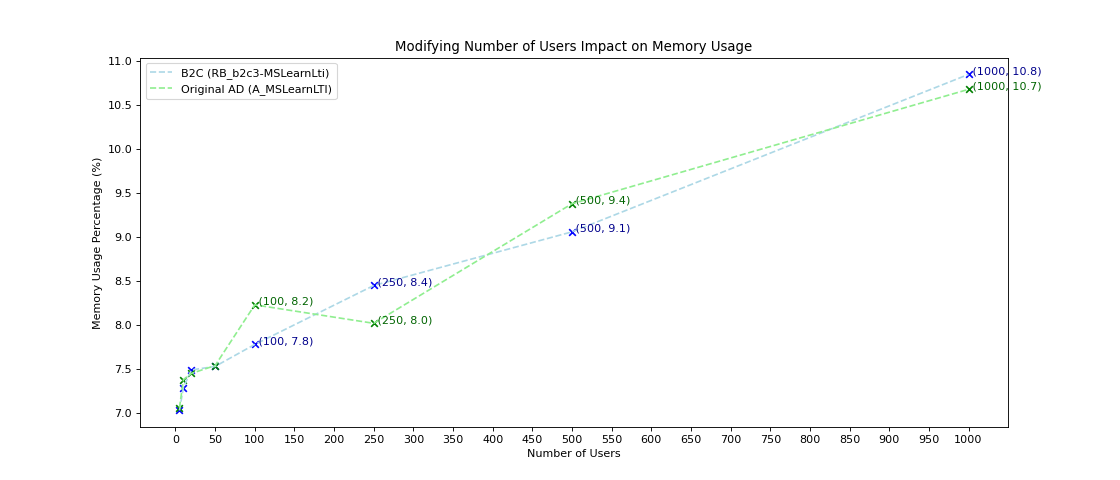 Modifying Number of Users Impact on Memory Usage
B2C (RB_b2c3-MSLearnLti)
Original AD (A_MSLearnLTI)
Memory Usage Percentage (%)
11.0
10.5
10.0
9.5
9.0
8.5
8.0
7.5
7.0
(1000, 10.8)
(1000, 10.7)
(500, 9.4)
(500, 9.1)
(250, 8.4)
(100, 8.2)
(250, 8.0)
(100, 7.8)
0 50 100 150 200 250 300 350 400 450 500 550 600 650 700 750 800 850 900 950 1000
Number of Users